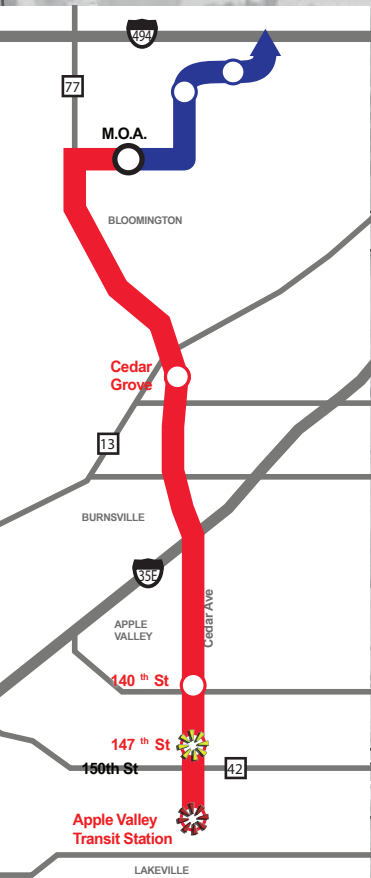 494
77
M.O.A.
BLOOMINGTON
Cedar
Grove
13
BURNSVILLE
35E
APPLE
VALLEY
Cedar Ave
140 th St
147 th St
150th St
42
Apple Valley
Transit Station
LAKEVILLE